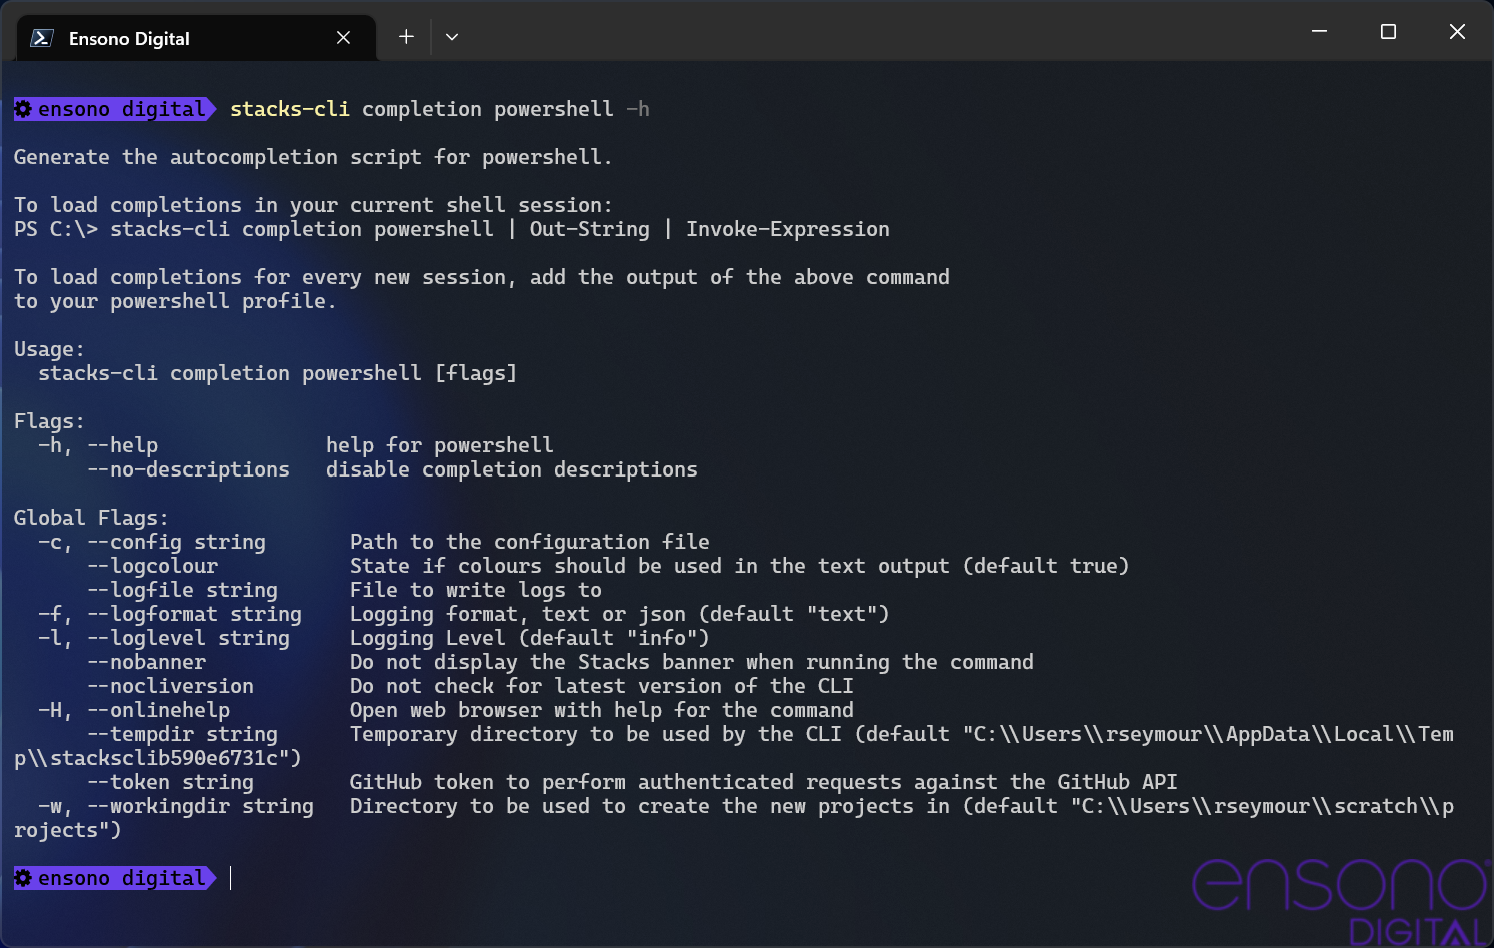 Ensono Digital
ensono digital stacks-cli completion powershell -h
Generate the autocompletion script for powershell.
To load completions in your current shell session:
PS C:\> stacks-cli completion powershell | Out-String | Invoke-Expression
To load completions for every new session, add the output of the above command
to your powershell profile.
Usage:
  stacks-cli completion powershell [flags]
Flags:
  -h, --help              help for powershell
      --no-descriptions   disable completion descriptions
Global Flags:
  -c, --config string       Path to the configuration file
      --logcolour           State if colours should be used in the text output (default true)
      --logfile string      File to write logs to
  -f, --logformat string    Logging format, text or json (default "text")
  -l, --loglevel string     Logging Level (default "info")
      --nobanner            Do not display the Stacks banner when running the command
      --nocliversion        Do not check for latest version of the CLI
  -H, --onlinehelp          Open web browser with help for the command
      --tempdir string      Temporary directory to be used by the CLI (default "C:\\Users\\rseymour\\AppData\\Local\\Tem
p\\stacksclib590e6731c")
      --token string        GitHub token to perform authenticated requests against the GitHub API
  -w, --workingdir string   Directory to be used to create the new projects in (default "C:\\Users\\rseymour\\scratch\\p
rojects")
ensono digital
ensono
DIGITAL